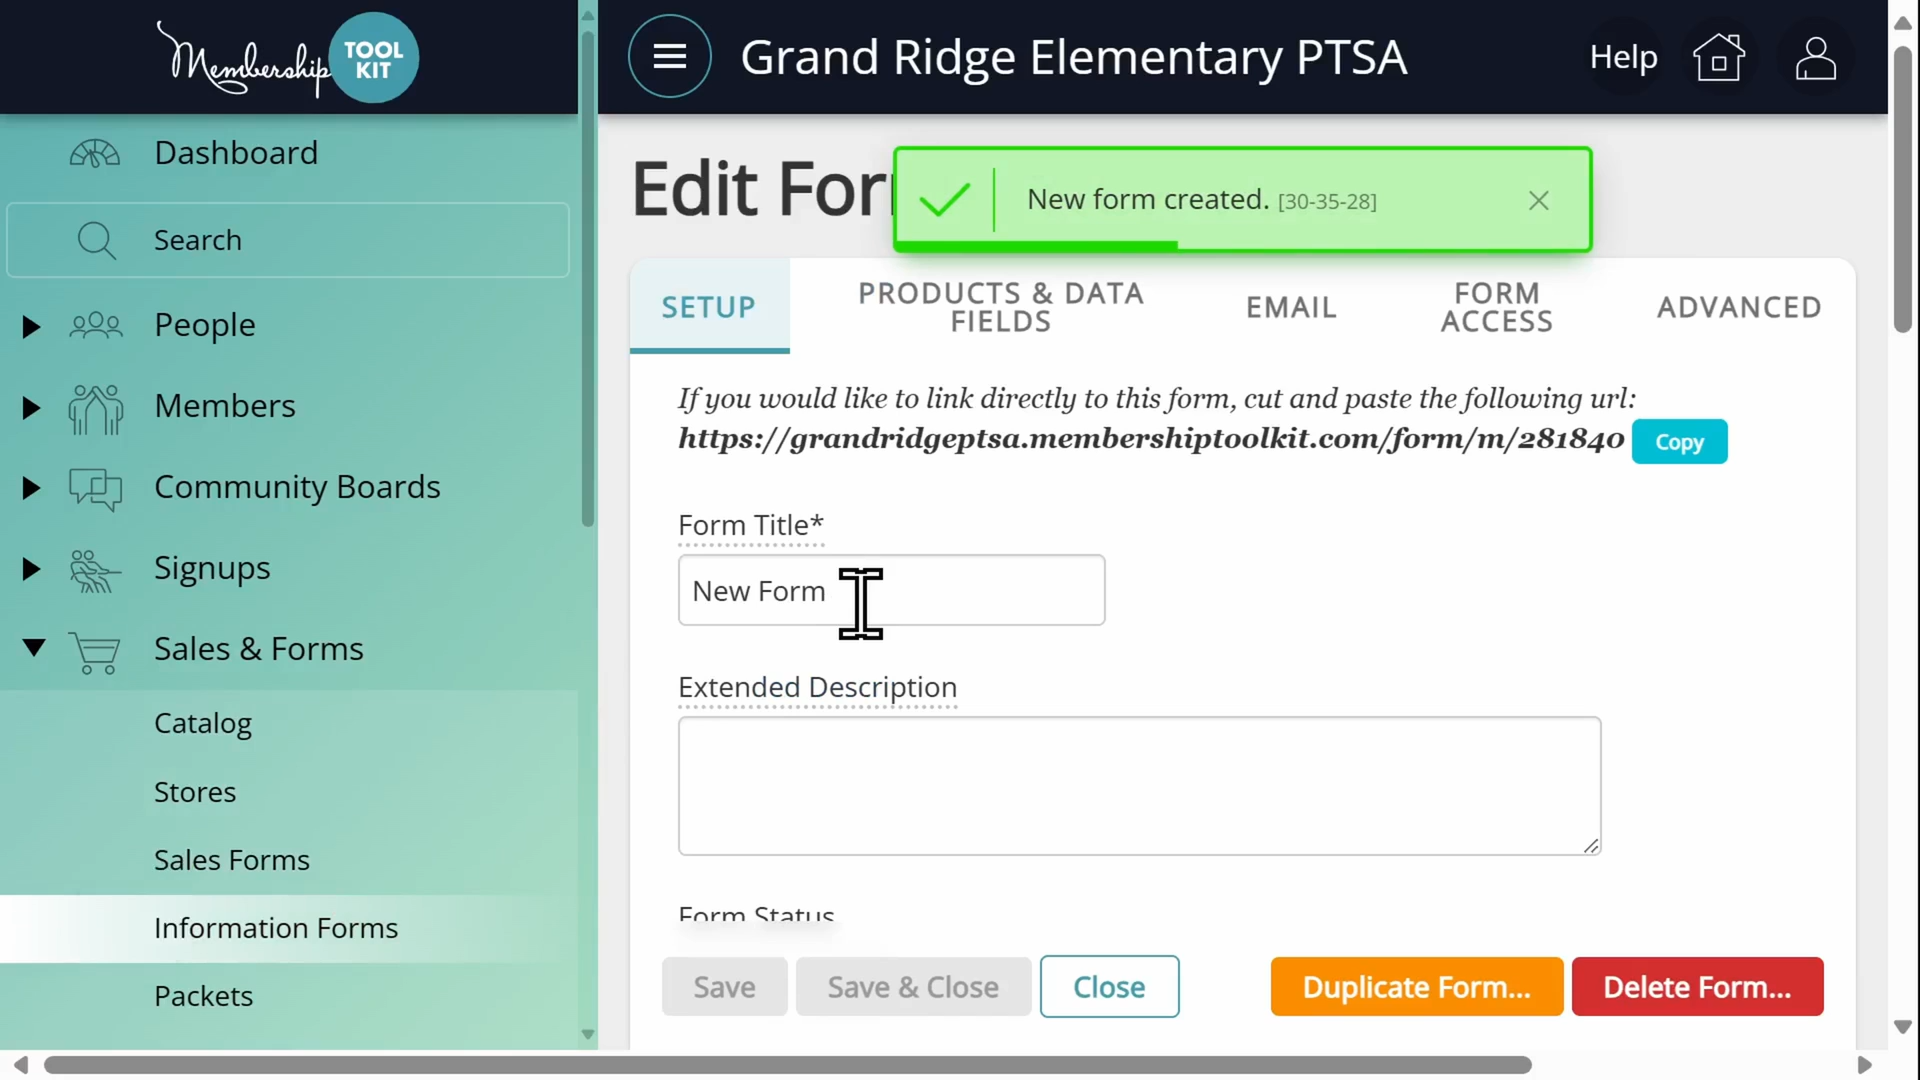 Membership TOOL KIT
Grand Ridge Elementary PTSA
Help
Dashboard
Search
People
Members
Community Boards
Signups
Sales & Forms
Catalog
Stores
Sales Forms
Information Forms
Packets
Edit For
New form created. [30-35-28]
SETUP
PRODUCTS & DATA
FIELDS
EMAIL
FORM
ACCESS
ADVANCED
If you would like to link directly to this form, cut and paste the following url:
https://grandridgeptsa.membershiptoolkit.com/form/m/281840 Copy
Form Title*
New Form
Extended Description
Form Status
Save
Save & Close
Close
Duplicate Form...
Delete Form...